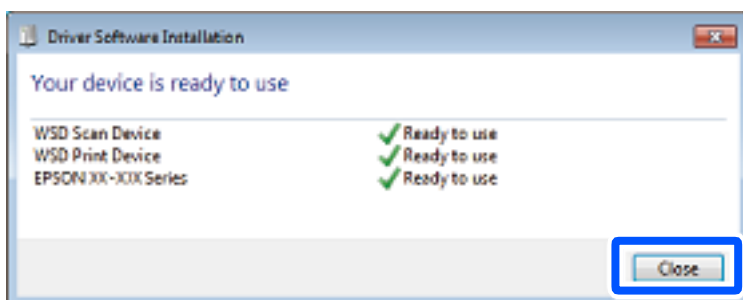 Driver Software Installation
Your device is ready to use
WSD Scan Device Ready to use
WSD Print Device Ready to use
EPSON XX-XXX Series Ready to use
Close